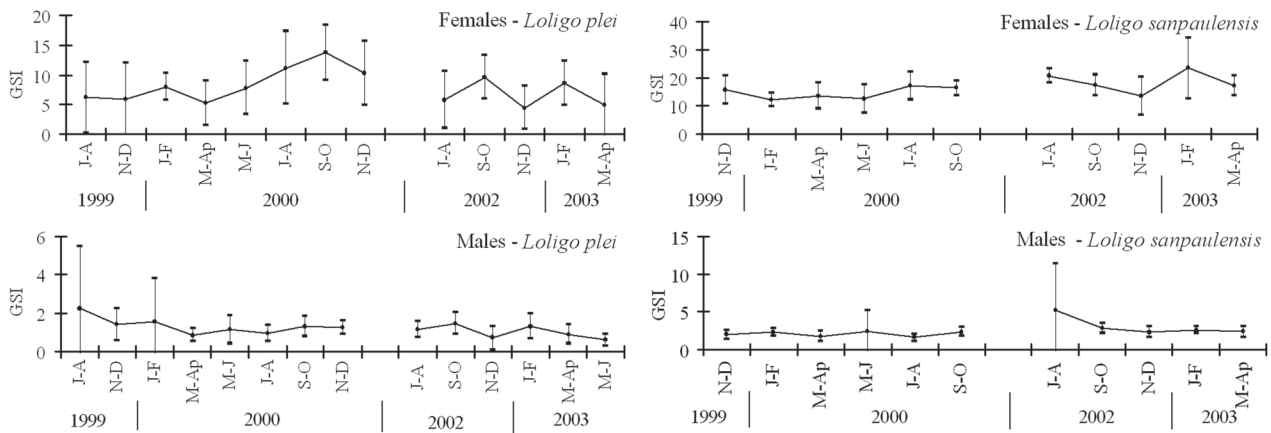 Females - Loligo plei
20
15
10
5
0
GSI
J-A
N-D
J-F
M-Ap
M-J
J-A
S-O
N-D
J-A
S-O
N-D
J-F
M-Ap
1999
2000
2002
2003
Females - Loligo sanpaulensis
40
30
20
10
0
GSI
N-D
J-F
M-Ap
M-J
J-A
S-O
J-A
S-O
N-D
J-F
M-Ap
1999
2000
2002
2003
Males - Loligo plei
6
4
2
0
GSI
J-A
N-D
J-F
M-Ap
M-J
J-A
S-O
N-D
J-A
S-O
N-D
J-F
M-Ap
M-J
1999
2000
2002
2003
Males - Loligo sanpaulensis
15
10
5
0
GSI
N-D
J-F
M-Ap
M-J
J-A
S-O
J-A
S-O
N-D
J-F
M-Ap
1999
2000
2002
2003